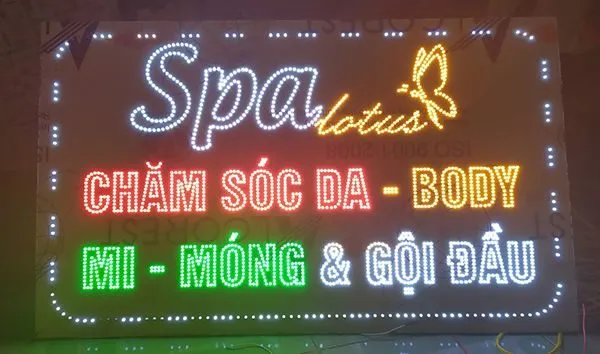 Spa lotus
CHĂM SÓC DA - BODY
MI - MÓNG & GỘI ĐẦU